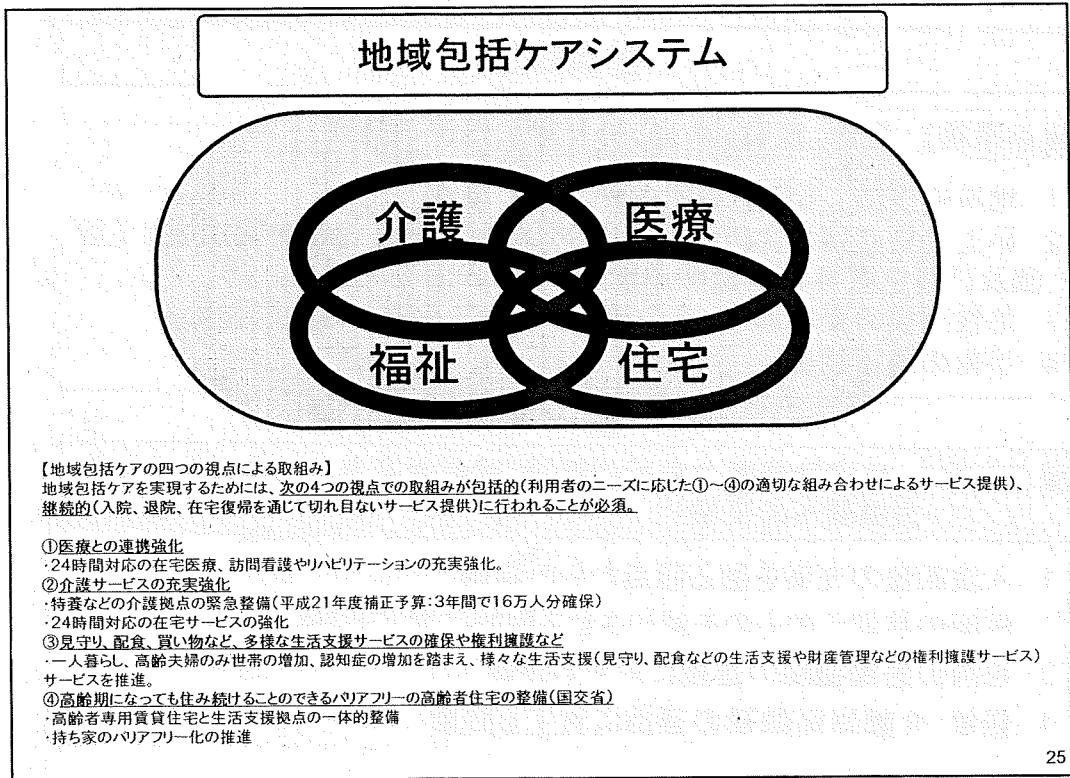 地域包括ケアシステム
介護
医療
福祉
住宅
【地域包括ケアの四つの視点による取組み】
地域包括ケアを実現するためには、次の4つの視点での取組みが包括的(利用者のニーズに応じた①～④の適切な組み合わせによるサービス提供)、
継続的(入院、退院、在宅復帰を通じて切れ目ないサービス提供)に行われることが必須。
①医療との連携強化
・24時間対応の在宅医療、訪問看護やリハビリテーションの充実強化。
②介護サービスの充実強化
・特養などの介護拠点の緊急整備(平成21年度補正予算:3年間で16万人分確保)
・24時間対応の在宅サービスの強化
③見守り、配食、買い物など、多様な生活支援サービスの確保や権利擁護など
・一人暮らし、高齢夫婦のみ世帯の増加、認知症の増加を踏まえ、様々な生活支援(見守り、配食などの生活支援や財産管理などの権利擁護サービス)
サービスを推進。
④高齢期になっても住み続けることのできるバリアフリーの高齢者住宅の整備(国交省)
・高齢者専用賃貸住宅と生活支援拠点の一体的整備
・持ち家のバリアフリー化の推進
25